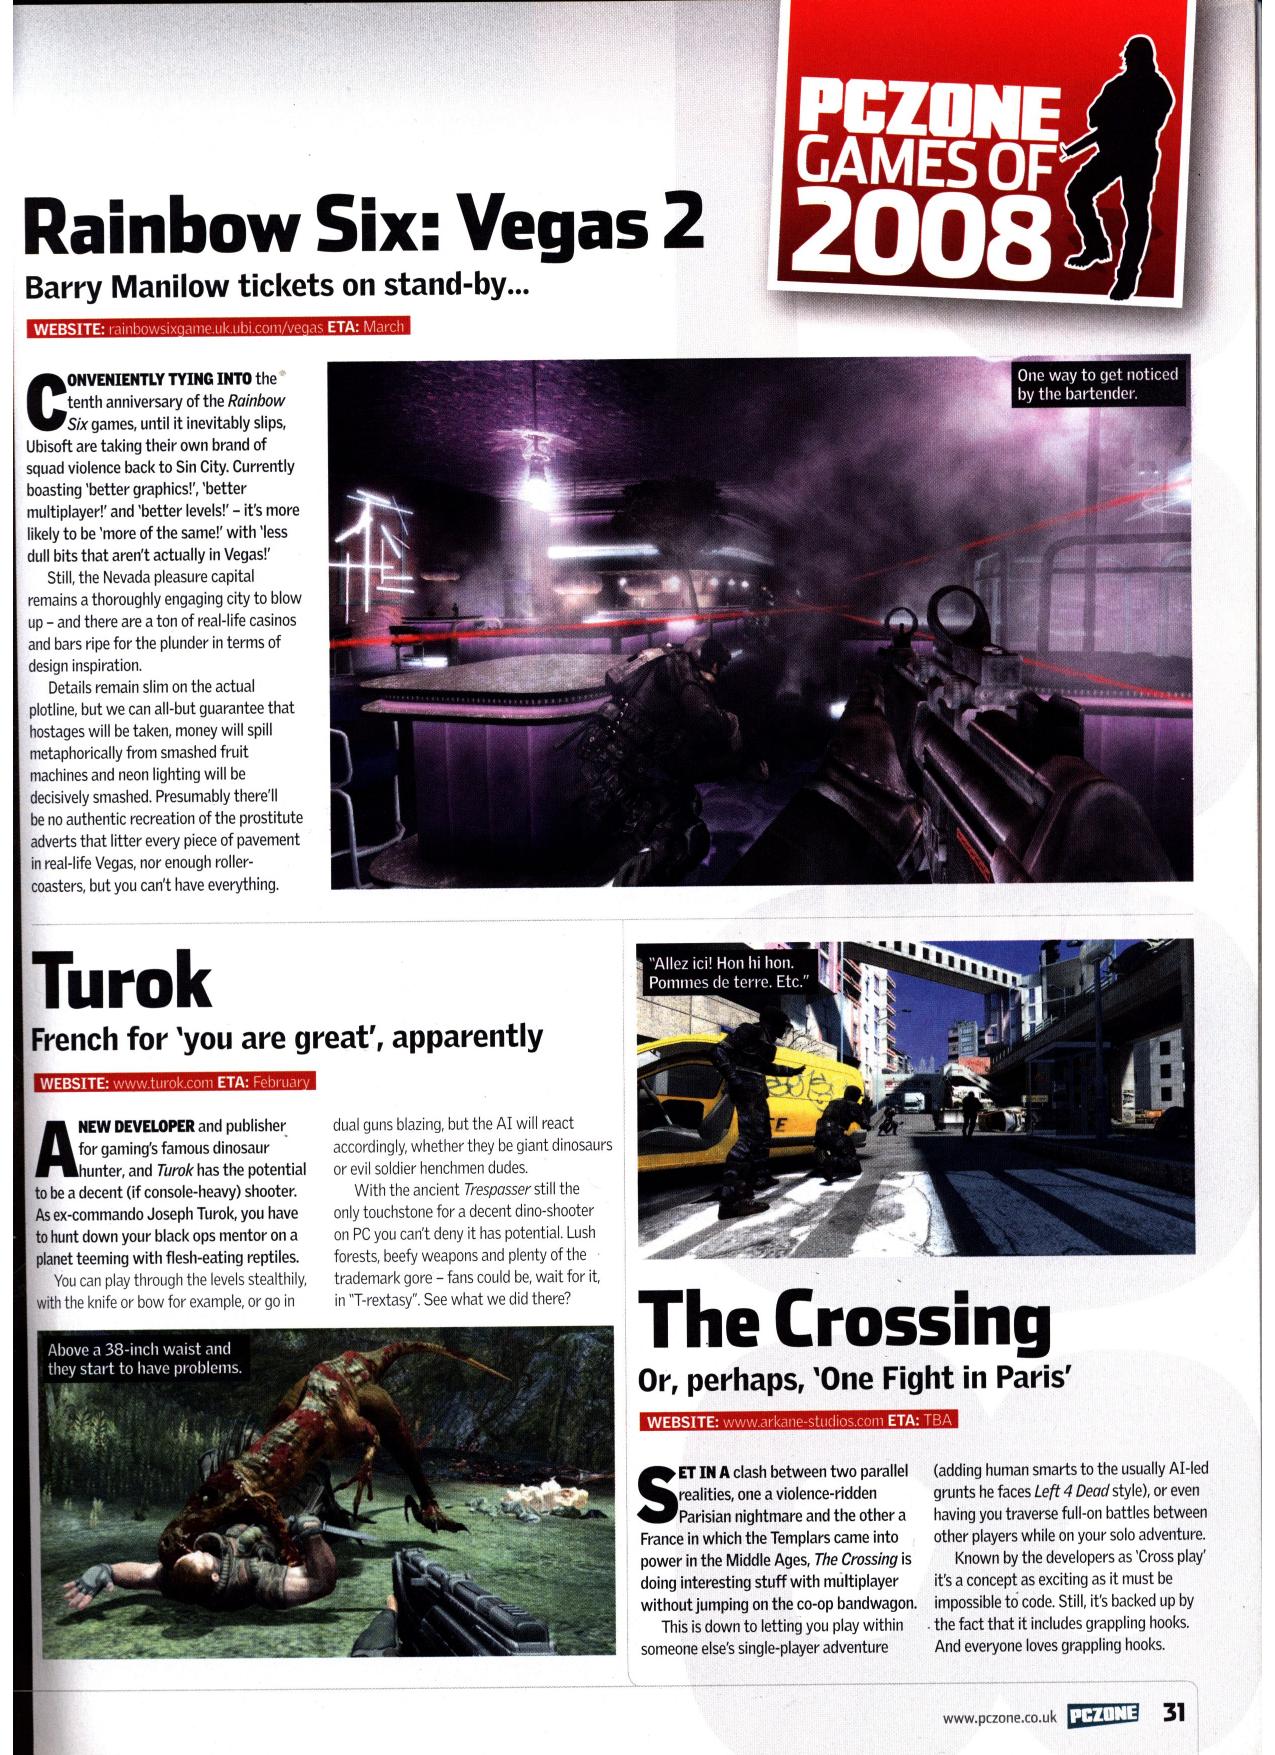 PCZONE
GAMES OF
2008
Rainbow Six: Vegas 2
Barry Manilow tickets on stand-by...
WEBSITE: rainbowsixgame.uk.ubi.com/vegas ETA: March
CONVENIENTLY TYING INTO the
tenth anniversary of the Rainbow
Six games, until it inevitably slips,
Ubisoft are taking their own brand of
squad violence back to Sin City. Currently
boasting ‘better graphics!’, ‘better
multiplayer!’ and ‘better levels!’ – it’s more
likely to be ‘more of the same!’ with ‘less
dull bits that aren’t actually in Vegas!’
Still, the Nevada pleasure capital
remains a thoroughly engaging city to blow
up – and there are a ton of real-life casinos
and bars ripe for the plunder in terms of
design inspiration.
Details remain slim on the actual
plotline, but we can all-but guarantee that
hostages will be taken, money will spill
metaphorically from smashed fruit
machines and neon lighting will be
decisively smashed. Presumably there’ll
be no authentic recreation of the prostitute
adverts that litter every piece of pavement
in real-life Vegas, nor enough roller-
coasters, but you can’t have everything.
One way to get noticed
by the bartender.
Turok
French for ‘you are great’, apparently
WEBSITE: www.turok.com ETA: February
A NEW DEVELOPER and publisher
for gaming’s famous dinosaur
hunter, and Turok has the potential
to be a decent (if console-heavy) shooter.
As ex-commando Joseph Turok, you have
to hunt down your black ops mentor on a
planet teeming with flesh-eating reptiles.
You can play through the levels stealthily,
with the knife or bow for example, or go in
dual guns blazing, but the AI will react
accordingly, whether they be giant dinosaurs
or evil soldier henchmen dudes.
With the ancient Trespasser still the
only touchstone for a decent dino-shooter
on PC you can’t deny it has potential. Lush
forests, beefy weapons and plenty of the
trademark gore – fans could be, wait for it,
in “T-rextasy”. See what we did there?
Above a 38-inch waist and
they start to have problems.
“Allez ici! Hon hi hon.
Pommes de terre. Etc.”
The Crossing
Or, perhaps, ‘One Fight in Paris’
WEBSITE: www.arkane-studios.com ETA: TBA
SET IN A clash between two parallel
realities, one a violence-ridden
Parisian nightmare and the other a
France in which the Templars came into
power in the Middle Ages, The Crossing is
doing interesting stuff with multiplayer
without jumping on the co-op bandwagon.
This is down to letting you play within
someone else’s single-player adventure
(adding human smarts to the usually AI-led
grunts he faces Left 4 Dead style), or even
having you traverse full-on battles between
other players while on your solo adventure.
Known by the developers as ‘Cross play’
it’s a concept as exciting as it must be
impossible to code. Still, it’s backed up by
the fact that it includes grappling hooks.
And everyone loves grappling hooks.
www.pczone.co.uk PCZONE 31